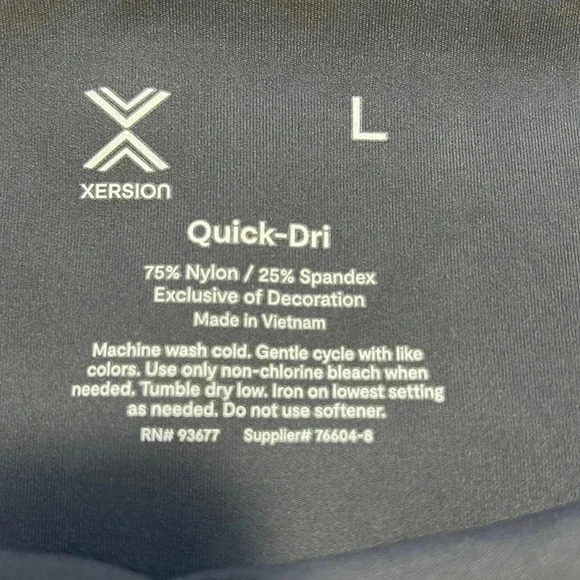 L
XERSION
Quick-Dri
75% Nylon / 25% Spandex
Exclusive of Decoration
Made in Vietnam
Machine wash cold. Gentle cycle with like
colors. Use only non-chlorine bleach when
needed. Tumble dry low. Iron on lowest setting
as needed. Do not use softener.
RN# 93677 Supplier# 76604-8